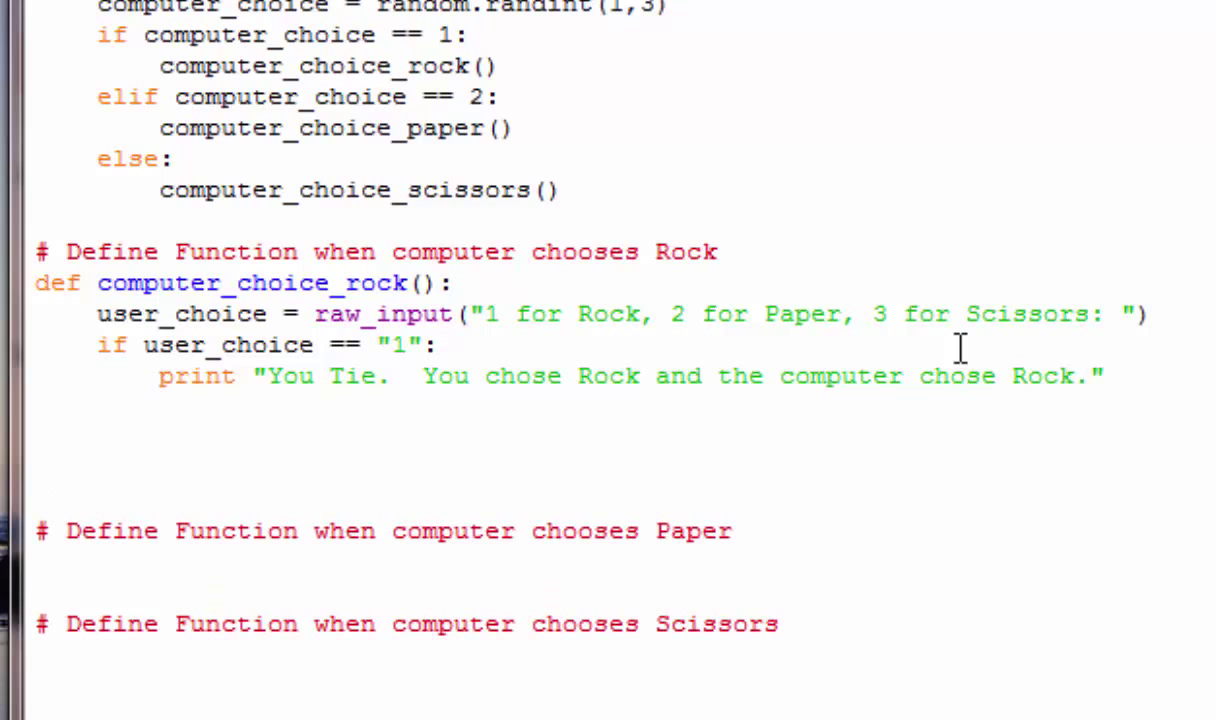 computer_choice = random.randint(1,3)
if computer_choice == 1:
computer_choice_rock()
elif computer_choice == 2:
computer_choice_paper()
else:
computer_choice_scissors()
# Define Function when computer chooses Rock
def computer_choice_rock():
user_choice = raw_input("1 for Rock, 2 for Paper, 3 for Scissors: ")
if user_choice == "1":
print "You Tie.  You chose Rock and the computer chose Rock."
# Define Function when computer chooses Paper
# Define Function when computer chooses Scissors